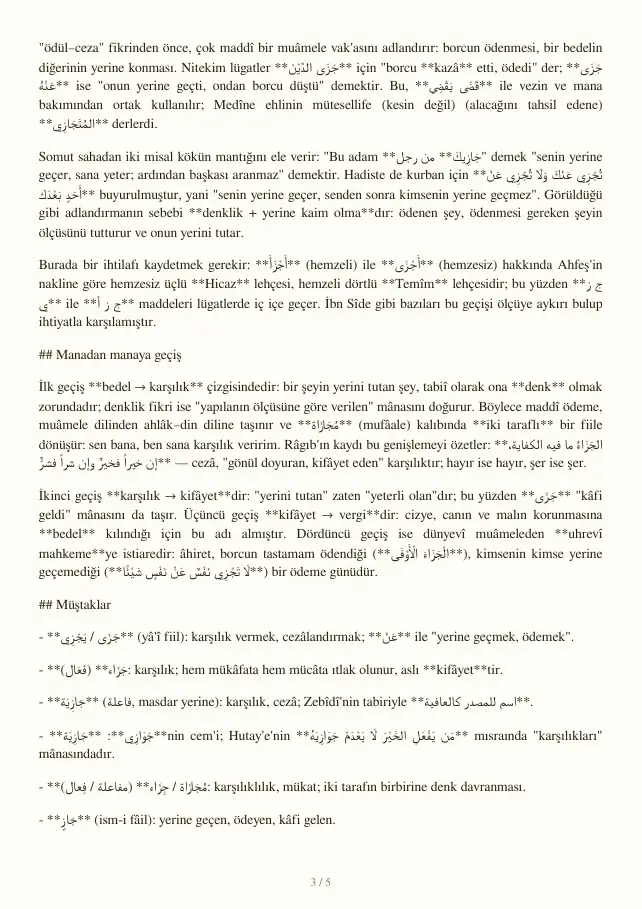 "ödül–ceza" fikrinden önce, çok maddî bir muâmele vak'asını adlandırır: borcun ödenmesi, bir bedelin
diğerinin yerine konması. Nitekim lügatler **جَزَى الدَّيْنَ** için "borcu **kazâ** etti, ödedi" der; **جَزَى
عَنْهُ** ise "onun yerine geçti, ondan borcu düştü" demektir. Bu, **قَضَى يَقْضِي** ile vezin ve mana
bakımından ortak kullanılır; Medîne ehlinin mütesellife (kesin değil) (alacağını tahsil edene)
**المُتَجَازِي** derlerdi.
Somut sahadan iki misal kökün mantığını ele verir: "Bu adam **جَازِيكَ** من رجل" demek "senin yerine
geçer, sana yeter; ardından başkası aranmaz" demektir. Hadiste de kurban için **تُجْزِي عَنْكَ وَلَا تُجْزِي عَنْ
أَحَدٍ بَعْدَك** buyurulmuştur, yani "senin yerine geçer, senden sonra kimsenin yerine geçmez". Görüldüğü
gibi adlandırmanın sebebi **denklik + yerine kaim olma**dır: ödenen şey, ödenmesi gereken şeyin
ölçüsünü tutturur ve onun yerini tutar.
Burada bir ihtilafı kaydetmek gerekir: **أَجْزَأَ** (hemzeli) ile **أَجْزَى** (hemzesiz) hakkında Ahfeş'in
nakline göre hemzesiz üçlü **Hicaz** lehçesi, hemzeli dörtlü **Temîm** lehçesidir; bu yüzden **ج ز
ي** ile **ج ز أ** maddeleri lügatlerde iç içe geçer. İbn Sîde gibi bazıları bu geçişi ölçüye aykırı bulup
ihtiyatla karşılamıştır.
## Manadan manaya geçiş
İlk geçiş **bedel → karşılık** çizgisindedir: bir şeyin yerini tutan şey, tabiî olarak ona **denk** olmak
zorundadır; denklik fikri ise "yapılanın ölçüsüne göre verilen" mânasını doğurur. Böylece maddî ödeme,
muâmele dilinden ahlâk–din diline taşınır ve **مُجَازَاة** (mufâale) kalıbında **iki taraflı** bir fiile
dönüşür: sen bana, ben sana karşılık veririm. Râgıb'ın kaydı bu genişlemeyi özetler: **الجَزَاءُ ما فيه الكفاية،
إن خيراً فخيرٌ وإن شراً فشرٌّ** — cezâ, "gönül doyuran, kifâyet eden" karşılıktır; hayır ise hayır, şer ise şer.
İkinci geçiş **karşılık → kifâyet**dir: "yerini tutan" zaten "yeterli olan"dır; bu yüzden **جَزَى** "kâfi
geldi" mânasını da taşır. Üçüncü geçiş **kifâyet → vergi**dir: cizye, canın ve malın korunmasına
**bedel** kılındığı için bu adı almıştır. Dördüncü geçiş ise dünyevî muâmeleden **uhrevî
mahkeme**ye istiaredir: âhiret, borcun tastamam ödendiği (**الْجَزَاءَ الْأَوْفَى**), kimsenin kimse yerine
geçemediği (**لَا تَجْزِي نَفْسٌ عَنْ نَفْسٍ شَيْئًا**) bir ödeme günüdür.
## Müştaklar
- **جَزَى / يَجْزِي** (yâ'î fiil): karşılık vermek, cezâlandırmak; **عَنْ** ile "yerine geçmek, ödemek".
- **جَزَاء** (فَعَال)**: karşılık; hem mükâfata hem mücâta ıtlak olunur, aslı **kifâyet**tir.
- **جَازِيَة** (فاعلة, masdar yerine): karşılık, cezâ; Zebîdî'nin tabiriyle **اسم للمصدر كالعافية**.
- **جَوَازِي**: **جَازِيَة**nin cem'i; Hutay'e'nin **مَن يَفْعَلِ الخَيْرَ لَا يَعْدَمْ جَوَازِيَهُ** mısraında "karşılıkları"
mânasındadır.
- **مُجَازَاة / جِزَاء** (مفاعلة / فِعال)**: karşılıklılık, mükat; iki tarafın birbirine denk davranması.
- **جَازٍ** (ism-i fâil): yerine geçen, ödeyen, kâfi gelen.
3 / 5